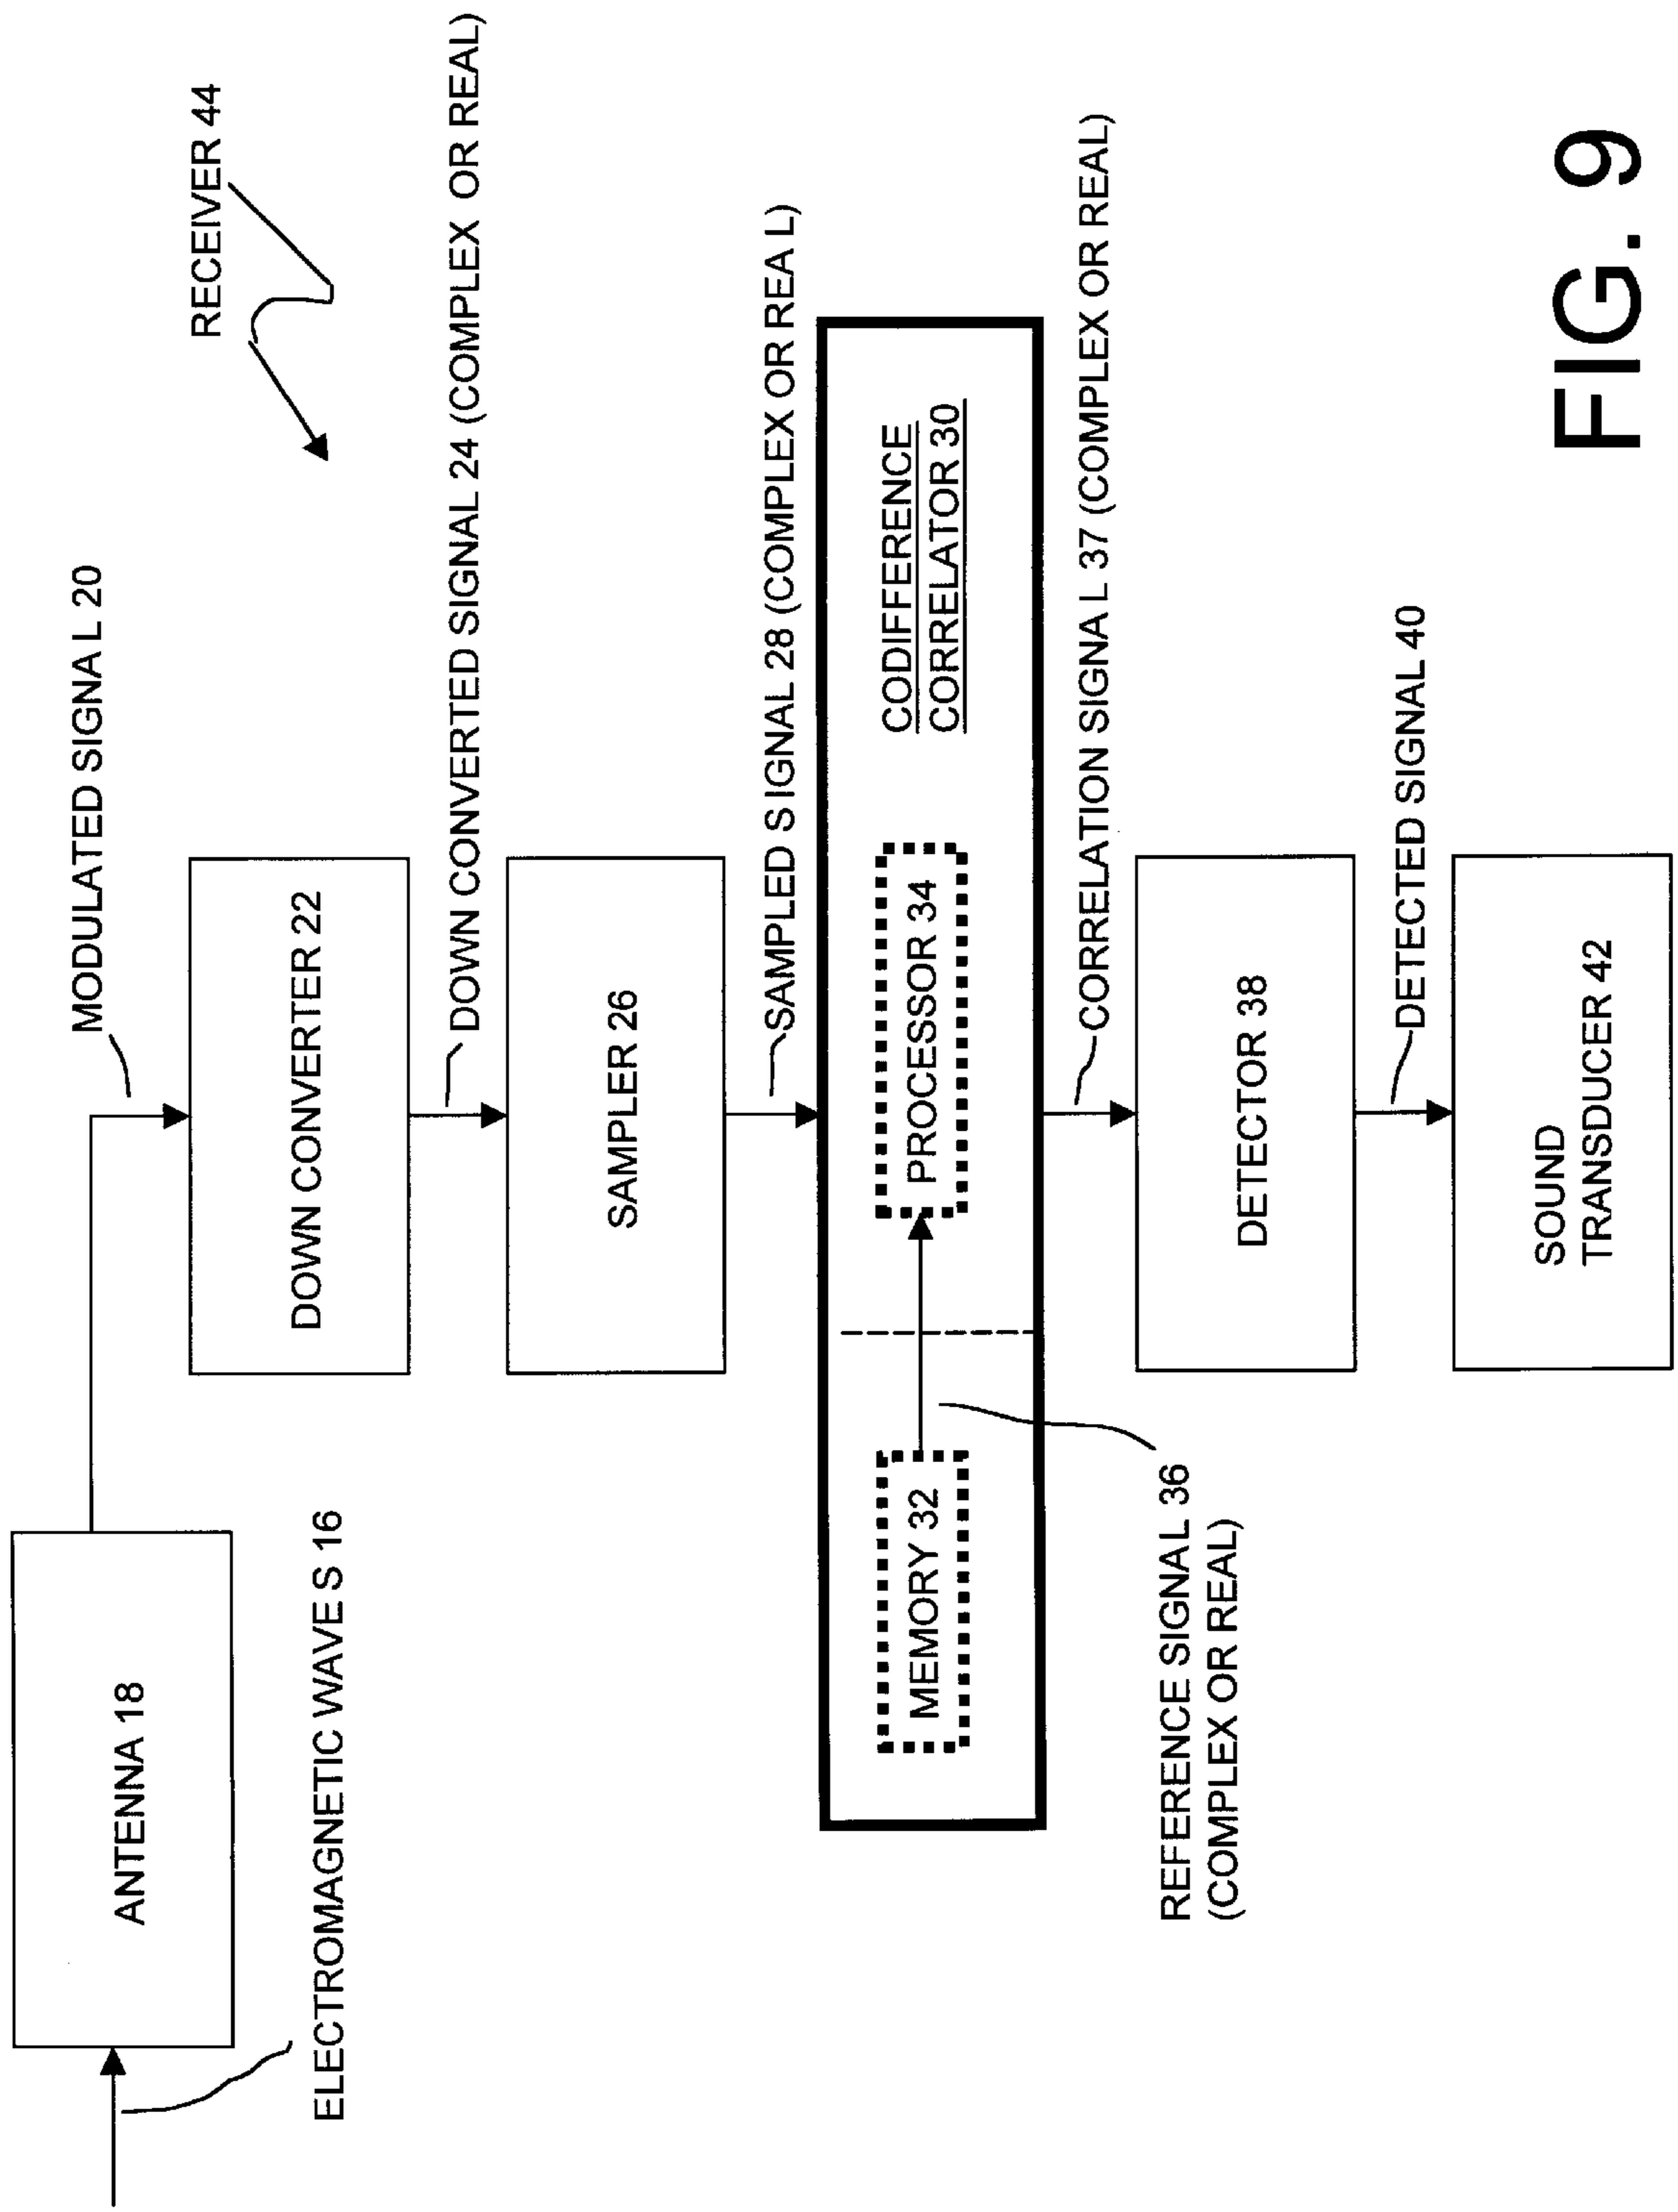 RECEIVER 44
MODULATED SIGNA L 20
ANTENNA 18
ELECTROMAGNETIC WAVE S 16
DOWN CONVERTER 22
DOWN CONVERTED SIGNAL 24 (COMPLEX OR REAL)
SAMPLER 26
SAMPLED S IGNAL 28 (COMPLEX OR REA L)
MEMORY 32
PROCESSOR 34
CODIFFERENCE
CORRELATOR 30
REFERENCE SIGNAL 36
(COMPLEX OR REAL)
CORRELATION SIGNA L 37 (COMPLEX OR REAL)
DETECTOR 38
DETECTED SIGNAL 40
SOUND
TRANSDUCER 42
FIG. 9